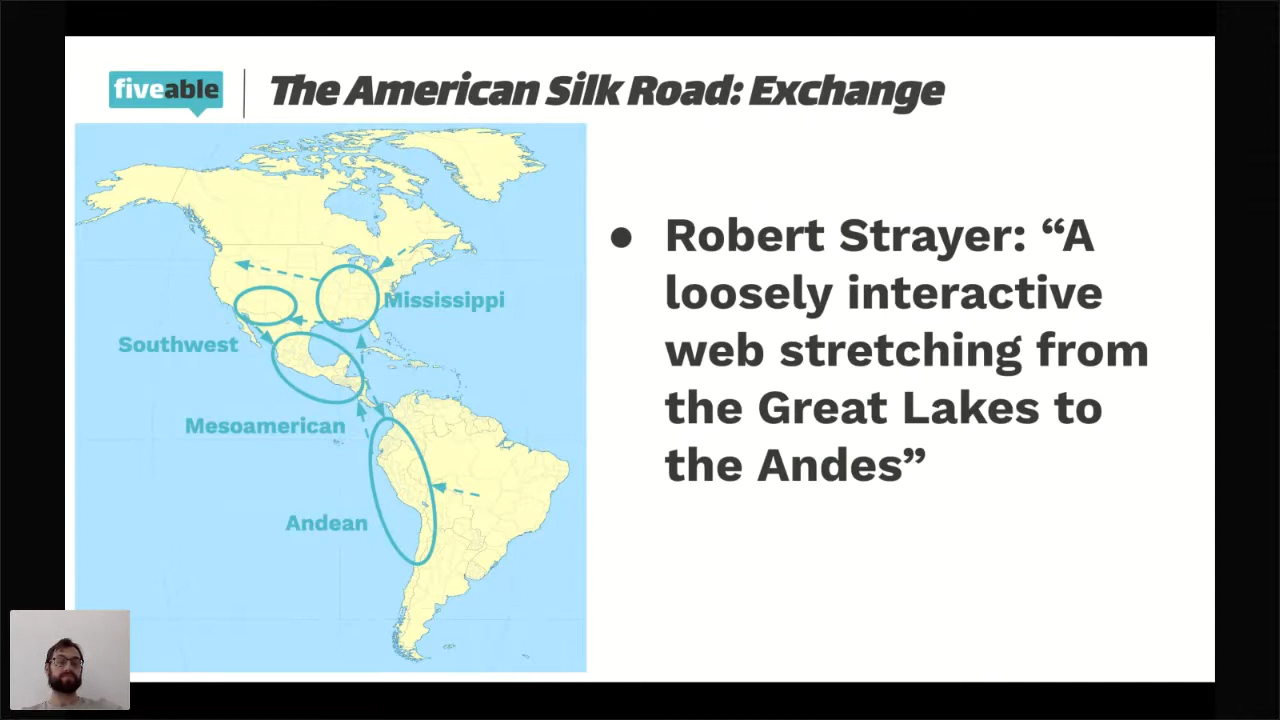 fiveable
The American Silk Road: Exchange
Mississippi
Southwest
Mesoamerican
Andean
● Robert Strayer: “A
loosely interactive
web stretching from
the Great Lakes to
the Andes”